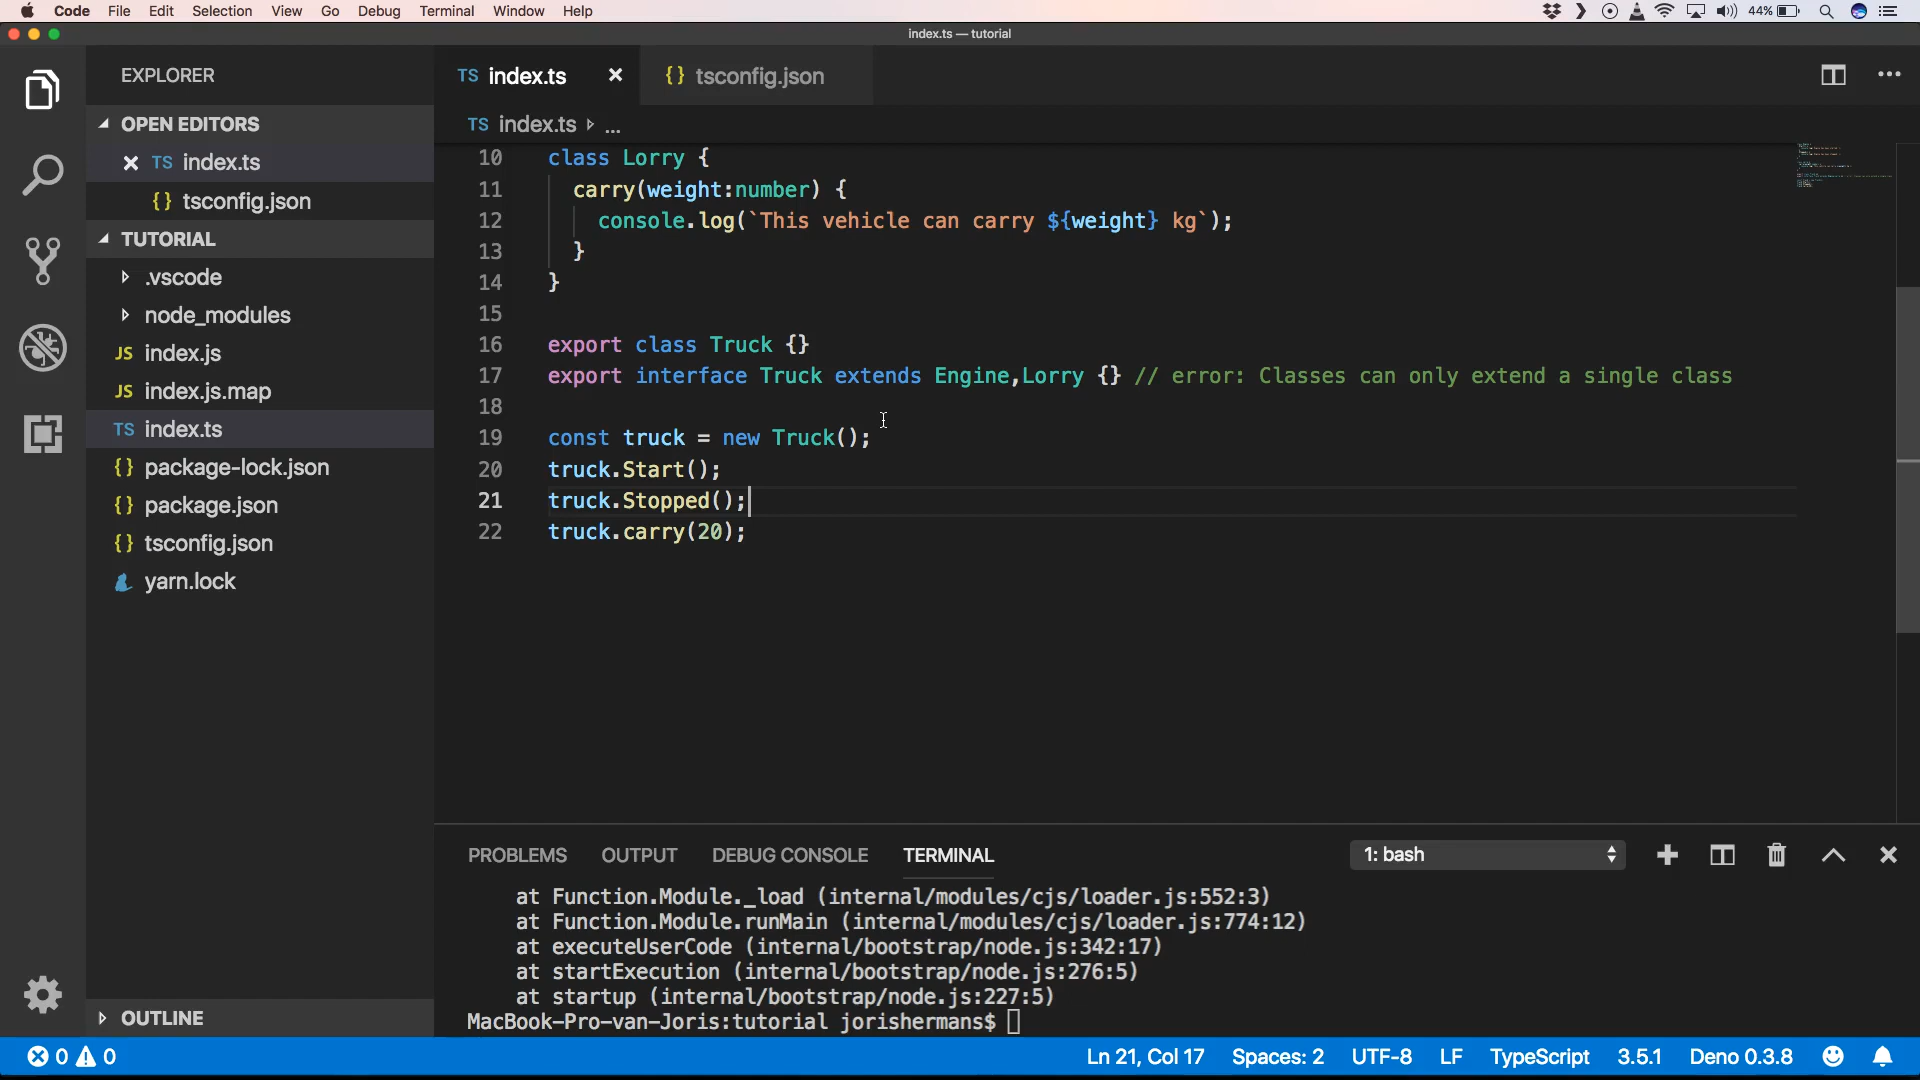 Code File Edit Selection View Go Debug Terminal Window Help 44%
index.ts — tutorial
EXPLORER
OPEN EDITORS
TS index.ts
{} tsconfig.json
TUTORIAL
.vscode
node_modules
JS index.js
JS index.js.map
TS index.ts
{} package-lock.json
{} package.json
{} tsconfig.json
yarn.lock
OUTLINE
TS index.ts
{} tsconfig.json
TS index.ts ...
10 class Lorry {
11 carry(weight:number) {
12 console.log(`This vehicle can carry ${weight} kg`);
13 }
14 }
15
16 export class Truck {}
17 export interface Truck extends Engine,Lorry {} // error: Classes can only extend a single class
18
19 const truck = new Truck();
20 truck.Start();
21 truck.Stopped();
22 truck.carry(20);
PROBLEMS OUTPUT DEBUG CONSOLE TERMINAL 1: bash
at Function.Module._load (internal/modules/cjs/loader.js:552:3)
at Function.Module.runMain (internal/modules/cjs/loader.js:774:12)
at executeUserCode (internal/bootstrap/node.js:342:17)
at startExecution (internal/bootstrap/node.js:276:5)
at startup (internal/bootstrap/node.js:227:5)
MacBook-Pro-van-Joris:tutorial jorishermans$
0 0 Ln 21, Col 17 Spaces: 2 UTF-8 LF TypeScript 3.5.1 Deno 0.3.8